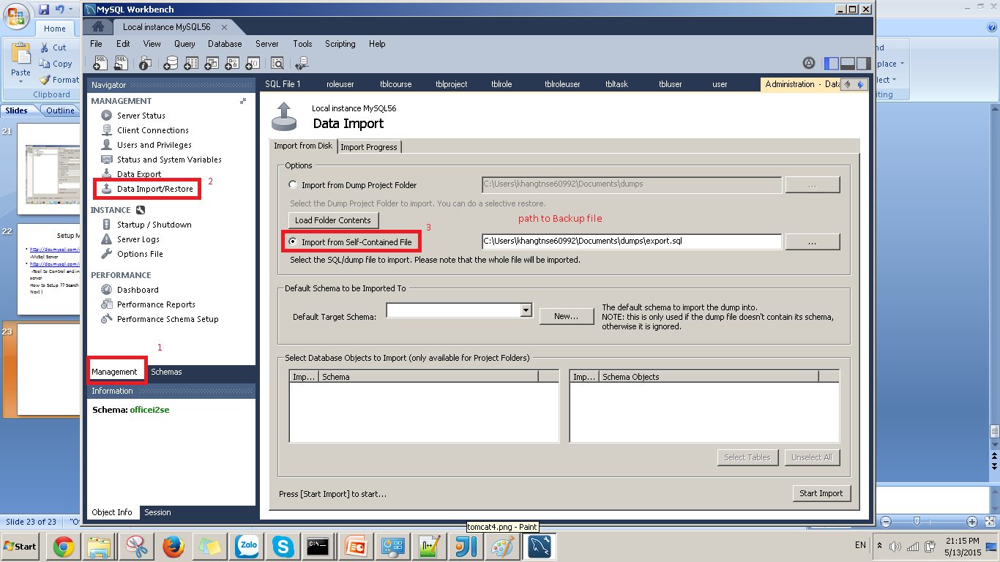 MySQL Workbench
Home
Local instance MySQL56
File Edit View Query Database Server Tools Scripting Help
Paste
Cut
Copy
Format
Clipboard
Slides Outline
21
22
Setup M
http://dev.mysql.com/d
-MySql Server
http://dev.mysql.com/d
-Tool to Control and in
server
How to Setup ?? Search
Next )
23
Navigator
MANAGEMENT
Server Status
Client Connections
Users and Privileges
Status and System Variables
Data Export
Data Import/Restore
2
INSTANCE
Startup / Shutdown
Server Logs
Options File
PERFORMANCE
Dashboard
Performance Reports
Performance Schema Setup
1
Management Schemas
Information
Schema: officei2se
Object Info Session
SQL File 1 roleuser tblcourse tblproject tblrole tblroleuser tbltask tbluser user Administration - Data
Local instance MySQL56
Data Import
Import from Disk Import Progress
Options
Import from Dump Project Folder C:\Users\khangtnse60992\Documents\dumps ...
Select the Dump Project Folder to import. You can do a selective restore.
Load Folder Contents
path to Backup file
3
Import from Self-Contained File C:\Users\khangtnse60992\Documents\dumps\export.sql ...
Select the SQL/dump file to import. Please note that the whole file will be imported.
Default Schema to be Imported To
Default Target Schema: New...
The default schema to import the dump into.
NOTE: this is only used if the dump file doesn't contain its schema,
otherwise it is ignored.
Select Database Objects to Import (only available for Project Folders)
Imp... Schema
Imp... Schema Objects
Select Tables Unselect All
Press [Start Import] to start...
Start Import
nd
place
ect
iting
Slide 23 of 23 "O
tomcat4.png - Paint
Start
Zalo
EN
21:15 PM
5/13/2015